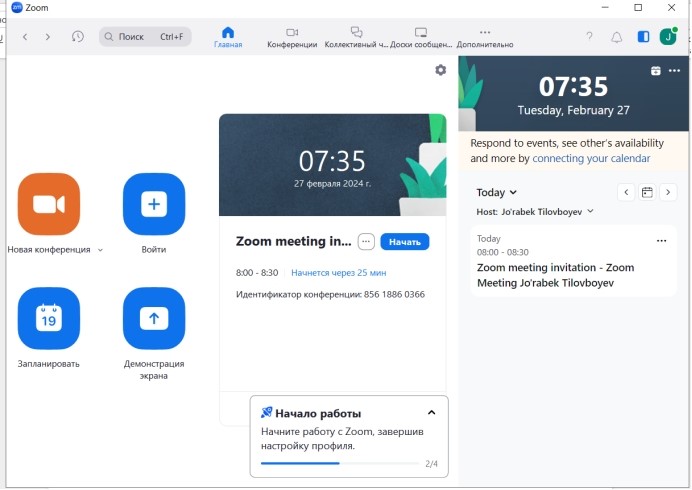 zm Zoom
Поиск Ctrl+F
Главная
Конференции
Коллективный ч...
Доски сообщен...
Дополнительно
J
Новая конференция
Войти
19
Запланировать
Демонстрация
экрана
07:35
27 февраля 2024 г.
Zoom meeting in... ... Начать
8:00 - 8:30 Начнется через 25 мин
Идентификатор конференции: 856 1886 0366
Начало работы
Начните работу с Zoom, завершив
настройку профиля.
2/4
07:35
Tuesday, February 27
Respond to events, see other's availability
and more by connecting your calendar
Today
Host: Jo'rabek Tilovboyev
Today
08:00 - 08:30
Zoom meeting invitation - Zoom
Meeting Jo'rabek Tilovboyev